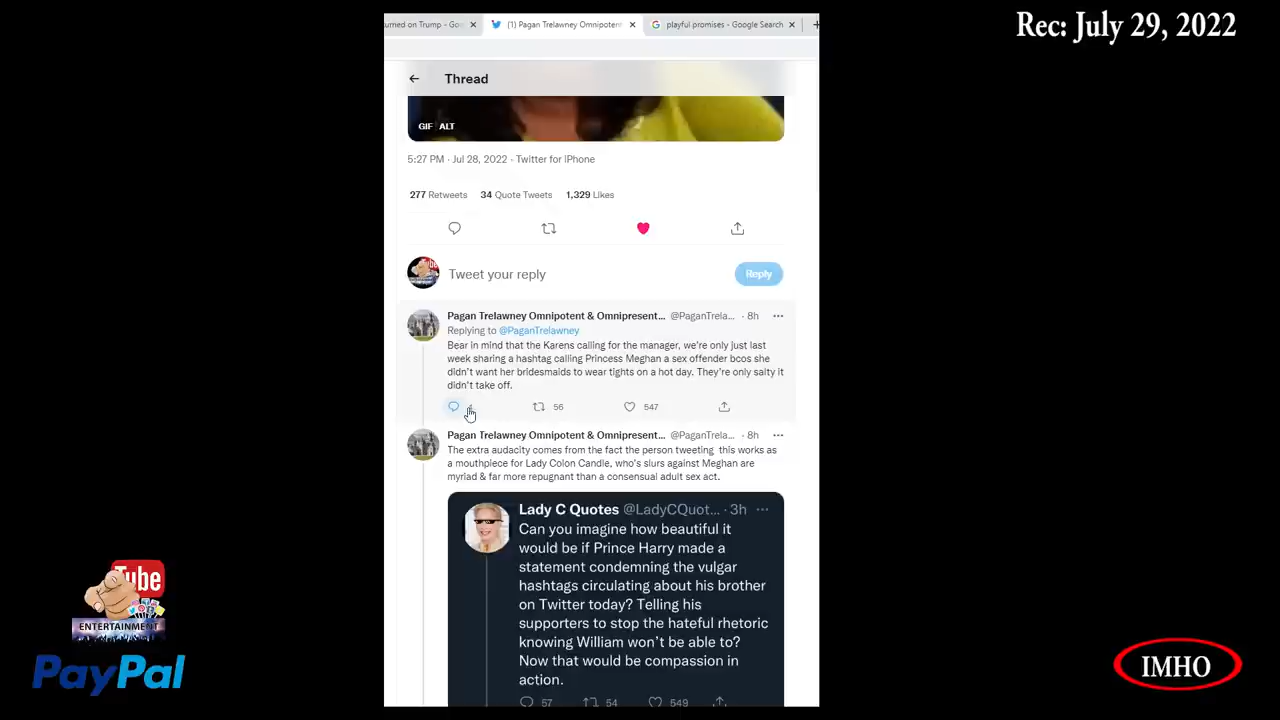 Rec: July 29, 2022
urned on Trump - Goo
(1) Pagan Trelawney Omnipotent
playful promises - Google Search
Thread
GIF ALT
5:27 PM · Jul 28, 2022 · Twitter for iPhone
277 Retweets 34 Quote Tweets 1,329 Likes
Tweet your reply
Reply
Pagan Trelawney Omnipotent & Omnipresent... @PaganTrela... · 8h
Replying to @PaganTrelawney
Bear in mind that the Karens calling for the manager, we're only just last
week sharing a hashtag calling Princess Meghan a sex offender bcos she
didn't want her bridesmaids to wear tights on a hot day. They're only salty it
didn't take off.
56 547
Pagan Trelawney Omnipotent & Omnipresent... @PaganTrela... · 8h
The extra audacity comes from the fact the person tweeting this works as
a mouthpiece for Lady Colon Candle, who's slurs against Meghan are
myriad & far more repugnant than a consensual adult sex act.
Lady C Quotes @LadyCQuot... · 3h
Can you imagine how beautiful it
would be if Prince Harry made a
statement condemning the vulgar
hashtags circulating about his brother
on Twitter today? Telling his
supporters to stop the hateful rhetoric
knowing William won't be able to?
Now that would be compassion in
action.
57 54 549
Tube
ENTERTAINMENT
PayPal
IMHO